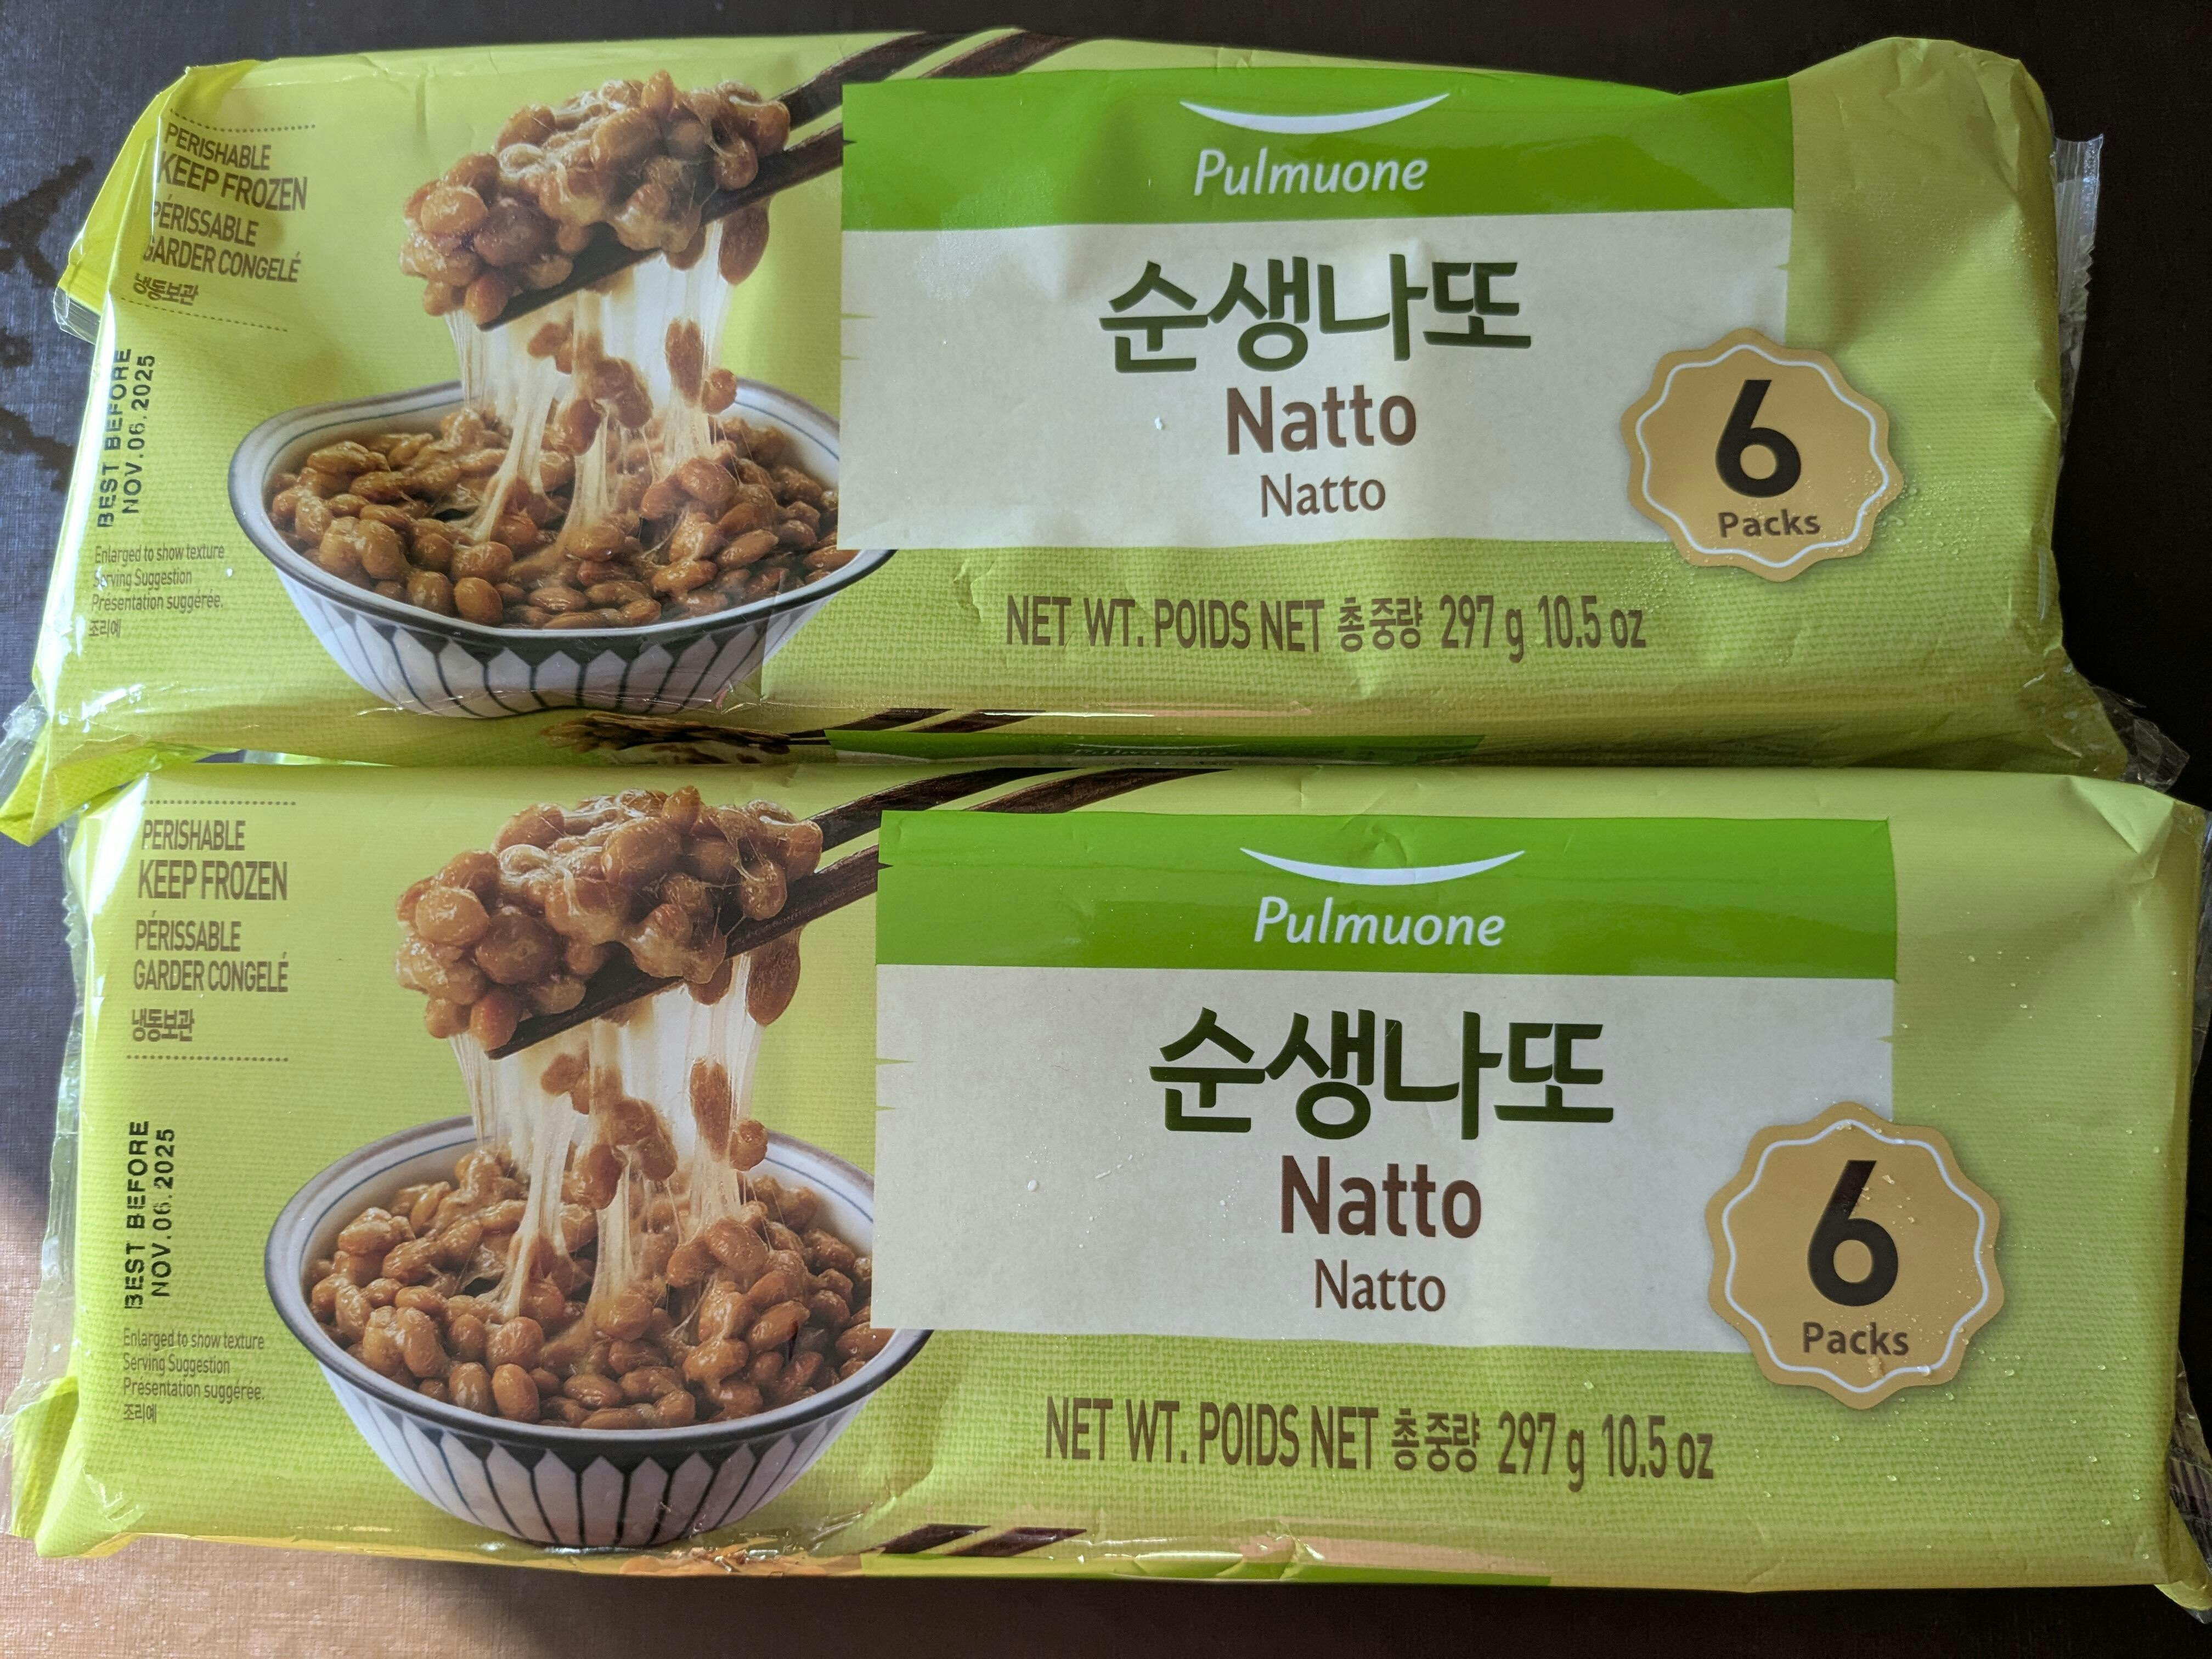 PERISHABLE
KEEP FROZEN
PÉRISSABLE
GARDER CONGELÉ
냉동보관
BEST BEFORE
NOV.06.2025
Enlarged to show texture
Serving Suggestion
Présentation suggérée.
조리예
Pulmuone
순생나또
Natto
Natto
6
Packs
NET WT. POIDS NET 총중량 297 g 10.5 oz
PERISHABLE
KEEP FROZEN
PÉRISSABLE
GARDER CONGELÉ
냉동보관
BEST BEFORE
NOV.06.2025
Enlarged to show texture
Serving Suggestion
Présentation suggérée.
조리예
Pulmuone
순생나또
Natto
Natto
6
Packs
NET WT. POIDS NET 총중량 297 g 10.5 oz